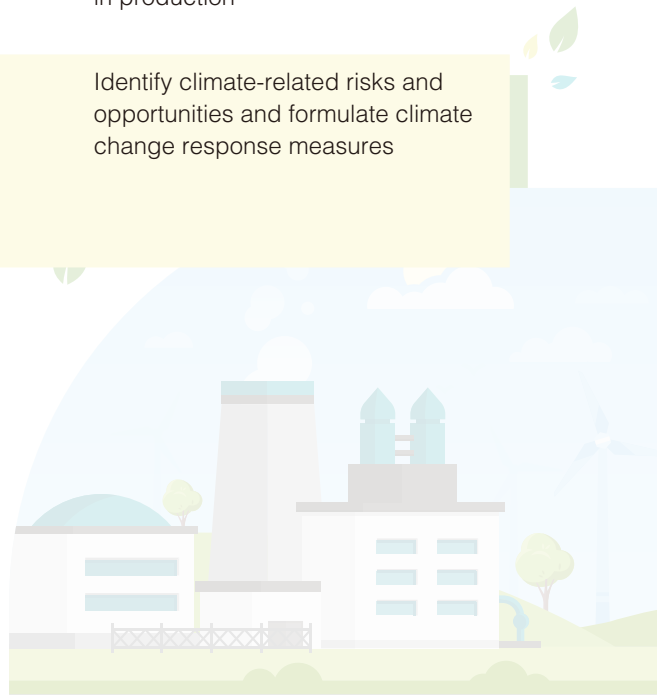 in production
Identify climate-related risks and
opportunities and formulate climate
change response measures